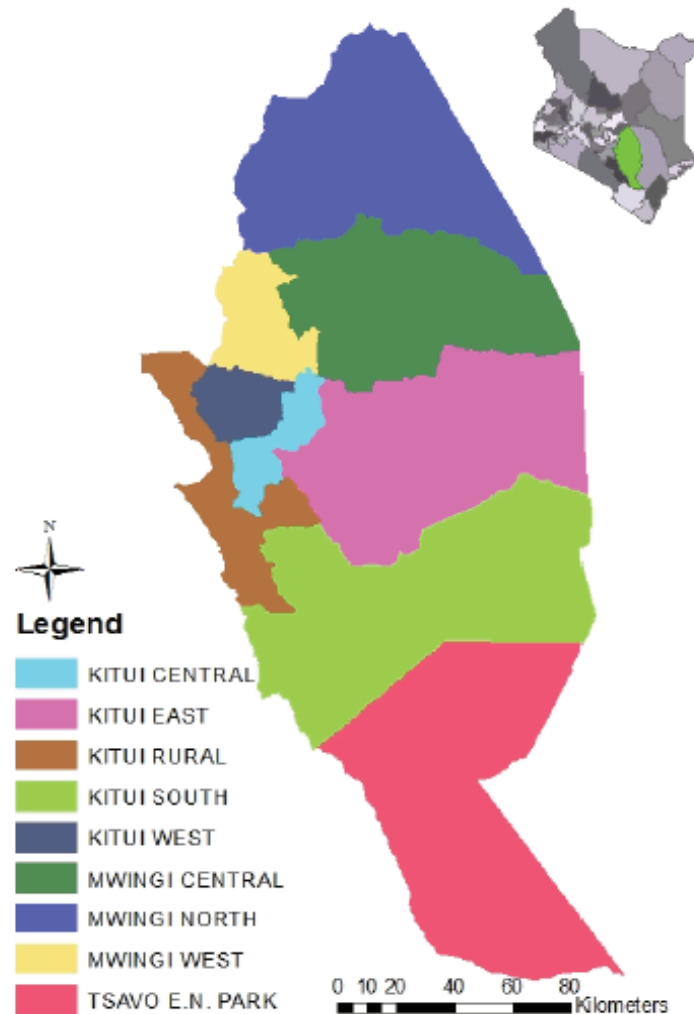 N
Legend
KITUI CENTRAL
KITUI EAST
KITUI RURAL
KITUI SOUTH
KITUI WEST
MWINGI CENTRAL
MWINGI NORTH
MWINGI WEST
TSAVO E.N. PARK
0 10 20 40 60 80
Kilometers